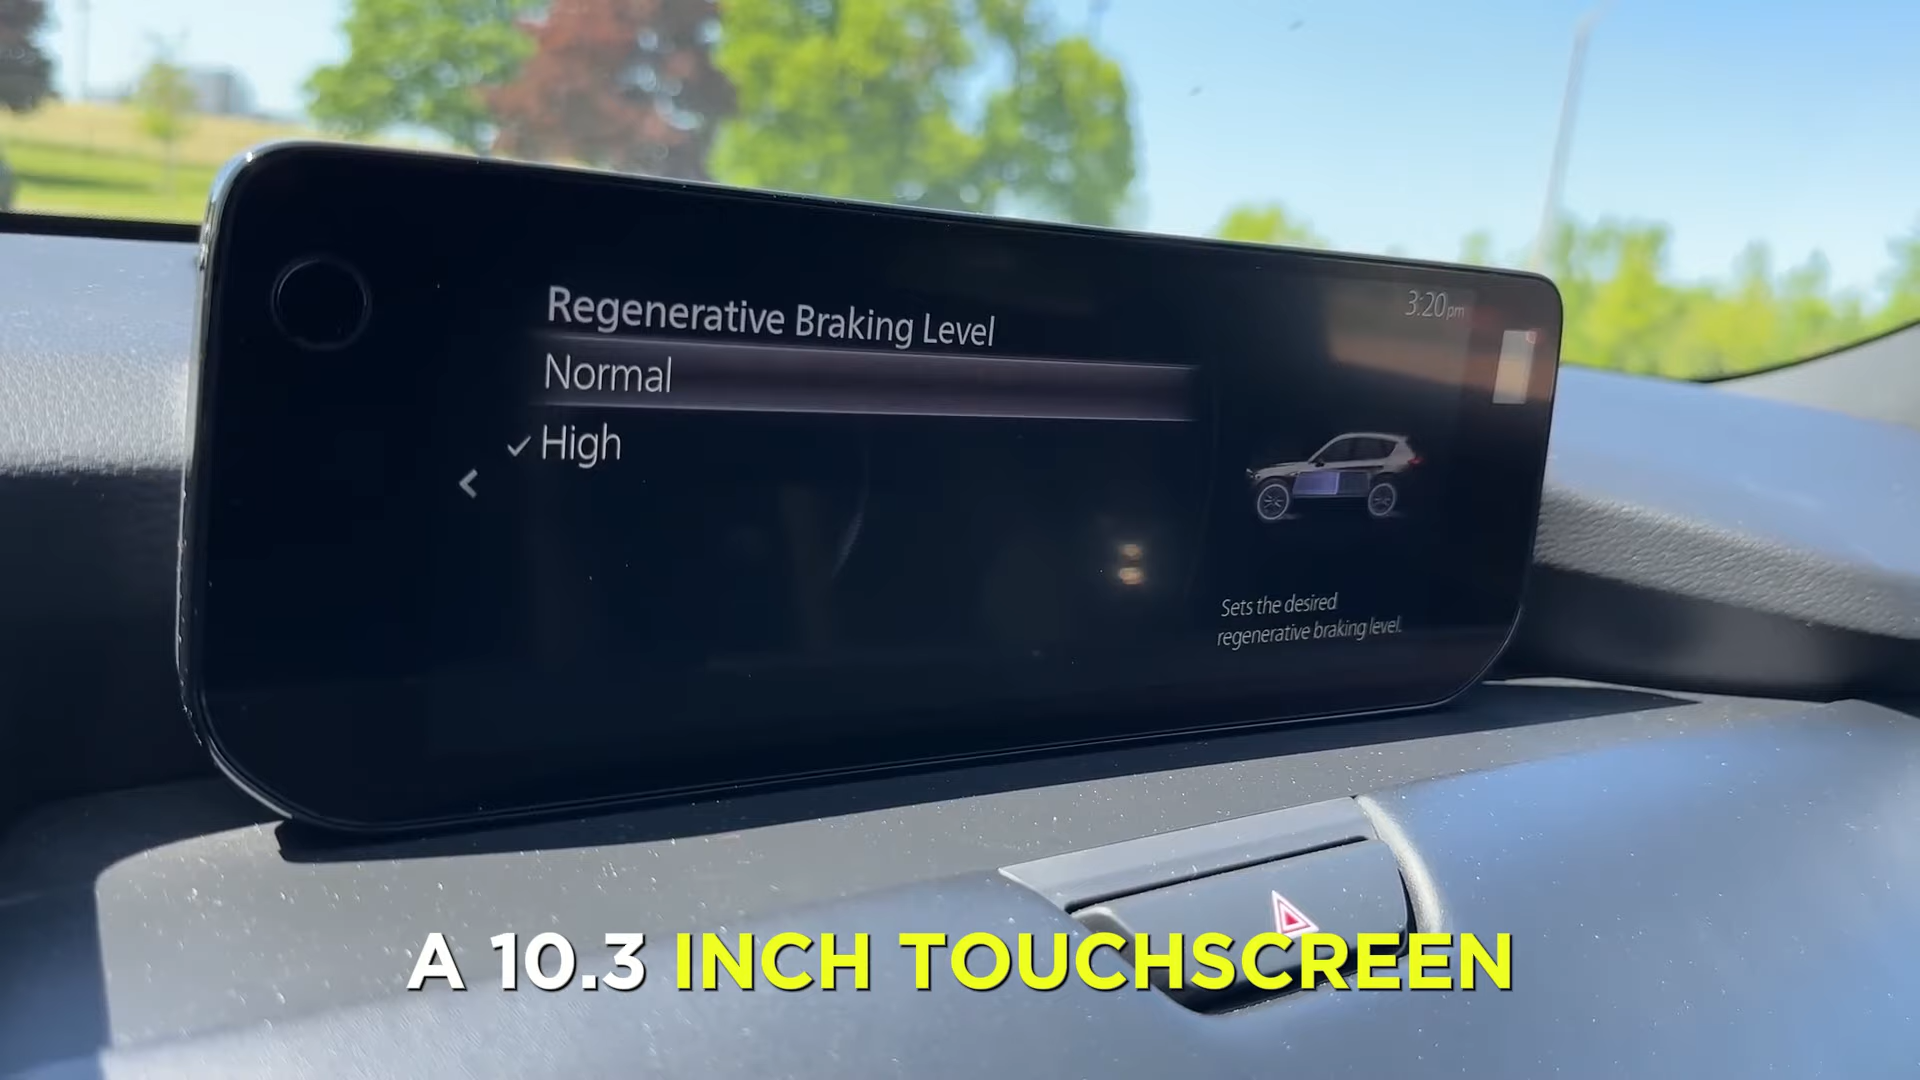 Regenerative Braking Level
3:20pm
Normal
✓ High
Sets the desired
regenerative braking level.
A 10.3 INCH TOUCHSCREEN